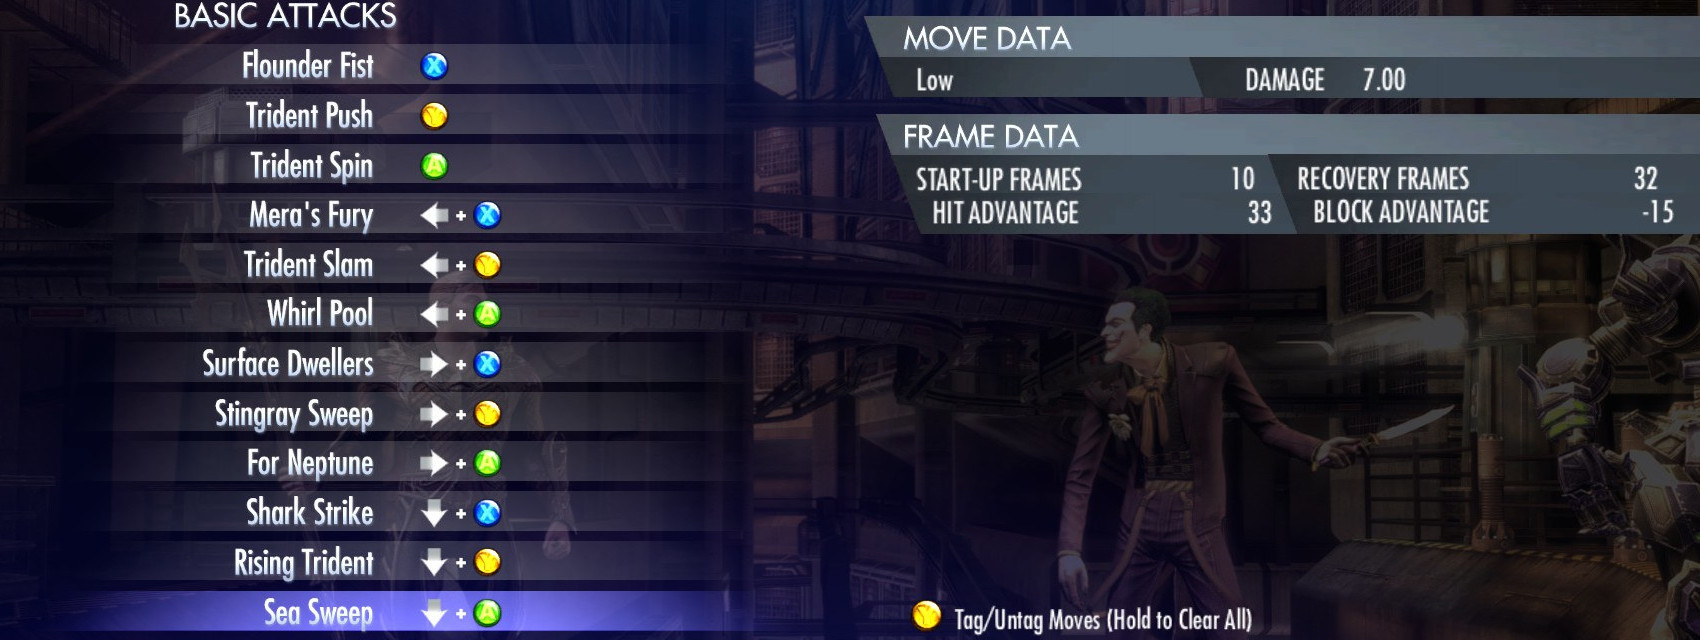 BASIC ATTACKS
Flounder Fist X
Trident Push Y
Trident Spin A
Mera's Fury + X
Trident Slam + Y
Whirl Pool + A
Surface Dwellers + X
Stingray Sweep + Y
For Neptune + A
Shark Strike + X
Rising Trident + Y
Sea Sweep + A
MOVE DATA
Low DAMAGE 7.00
FRAME DATA
START-UP FRAMES 10 RECOVERY FRAMES 32
HIT ADVANTAGE 33 BLOCK ADVANTAGE -15
Y Tag/Untag Moves (Hold to Clear All)